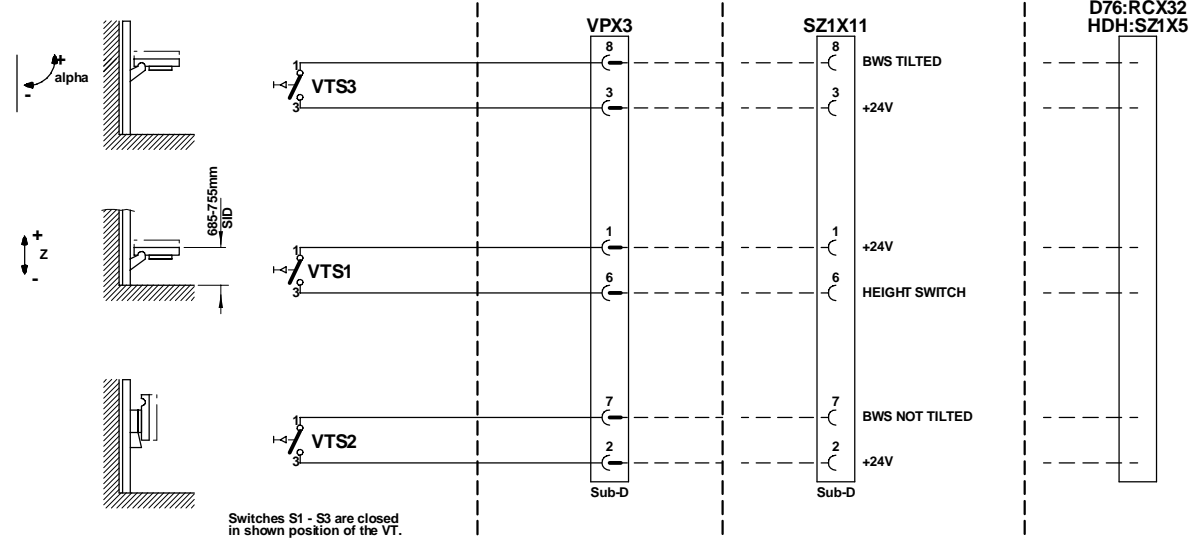 D76:RCX32
VPX3 SZ1X11 HDH:SZ1X5
8 8
+ alpha - 1 VTS3 BWS TILTED
3 3
3 +24V
685-755mm
SID
1 1
+ Z - 1 VTS1 +24V
6 6
3 HEIGHT SWITCH
7 7
1 VTS2 BWS NOT TILTED
2 2
3 +24V
Sub-D Sub-D
Switches S1 - S3 are closed
in shown position of the VT.